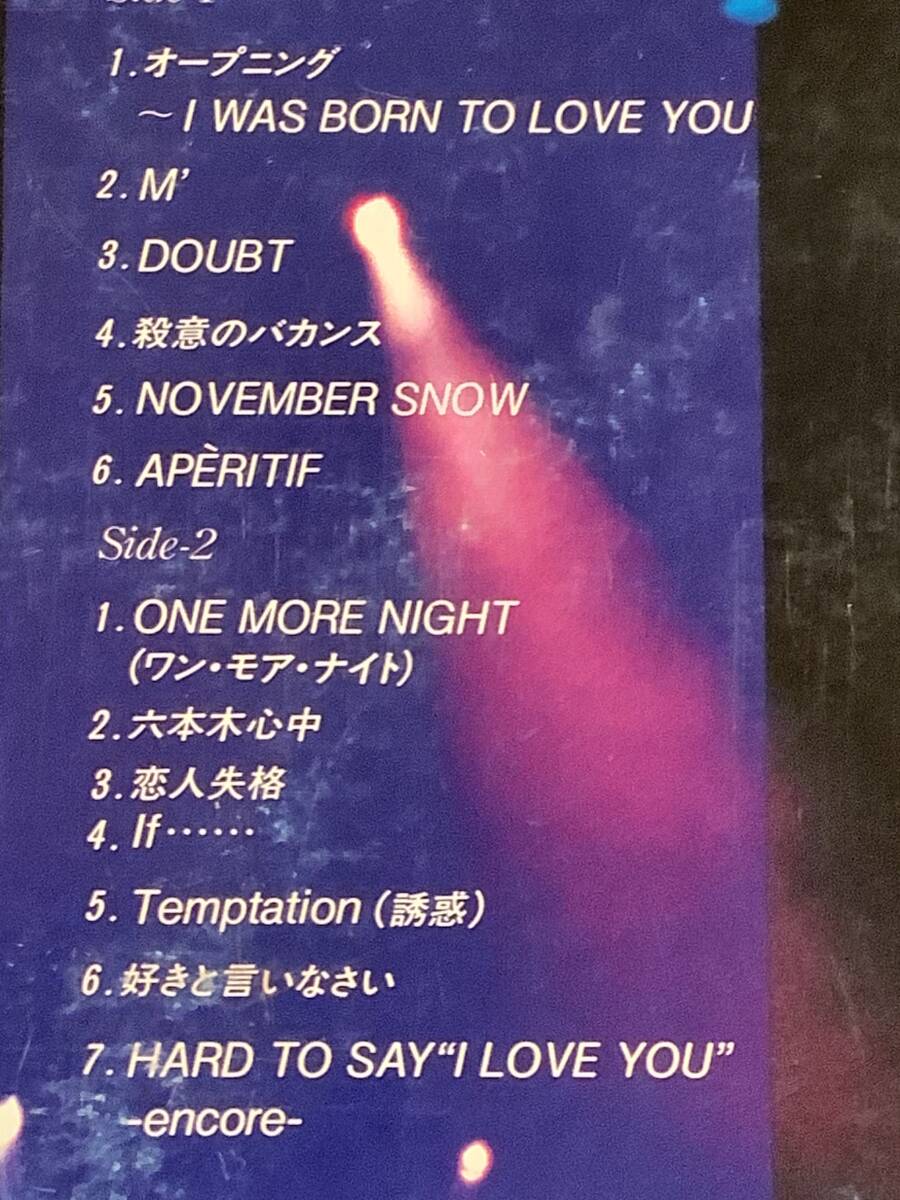 Side-1
1. オープニング
～I WAS BORN TO LOVE YOU
2. M'
3. DOUBT
4. 殺意のバカンス
5. NOVEMBER SNOW
6. APÈRITIF
Side-2
1. ONE MORE NIGHT
(ワン・モア・ナイト)
2. 六本木心中
3. 恋人失格
4. If……
5. Temptation (誘惑)
6. 好きと言いなさい
7. HARD TO SAY“I LOVE YOU”
-encore-